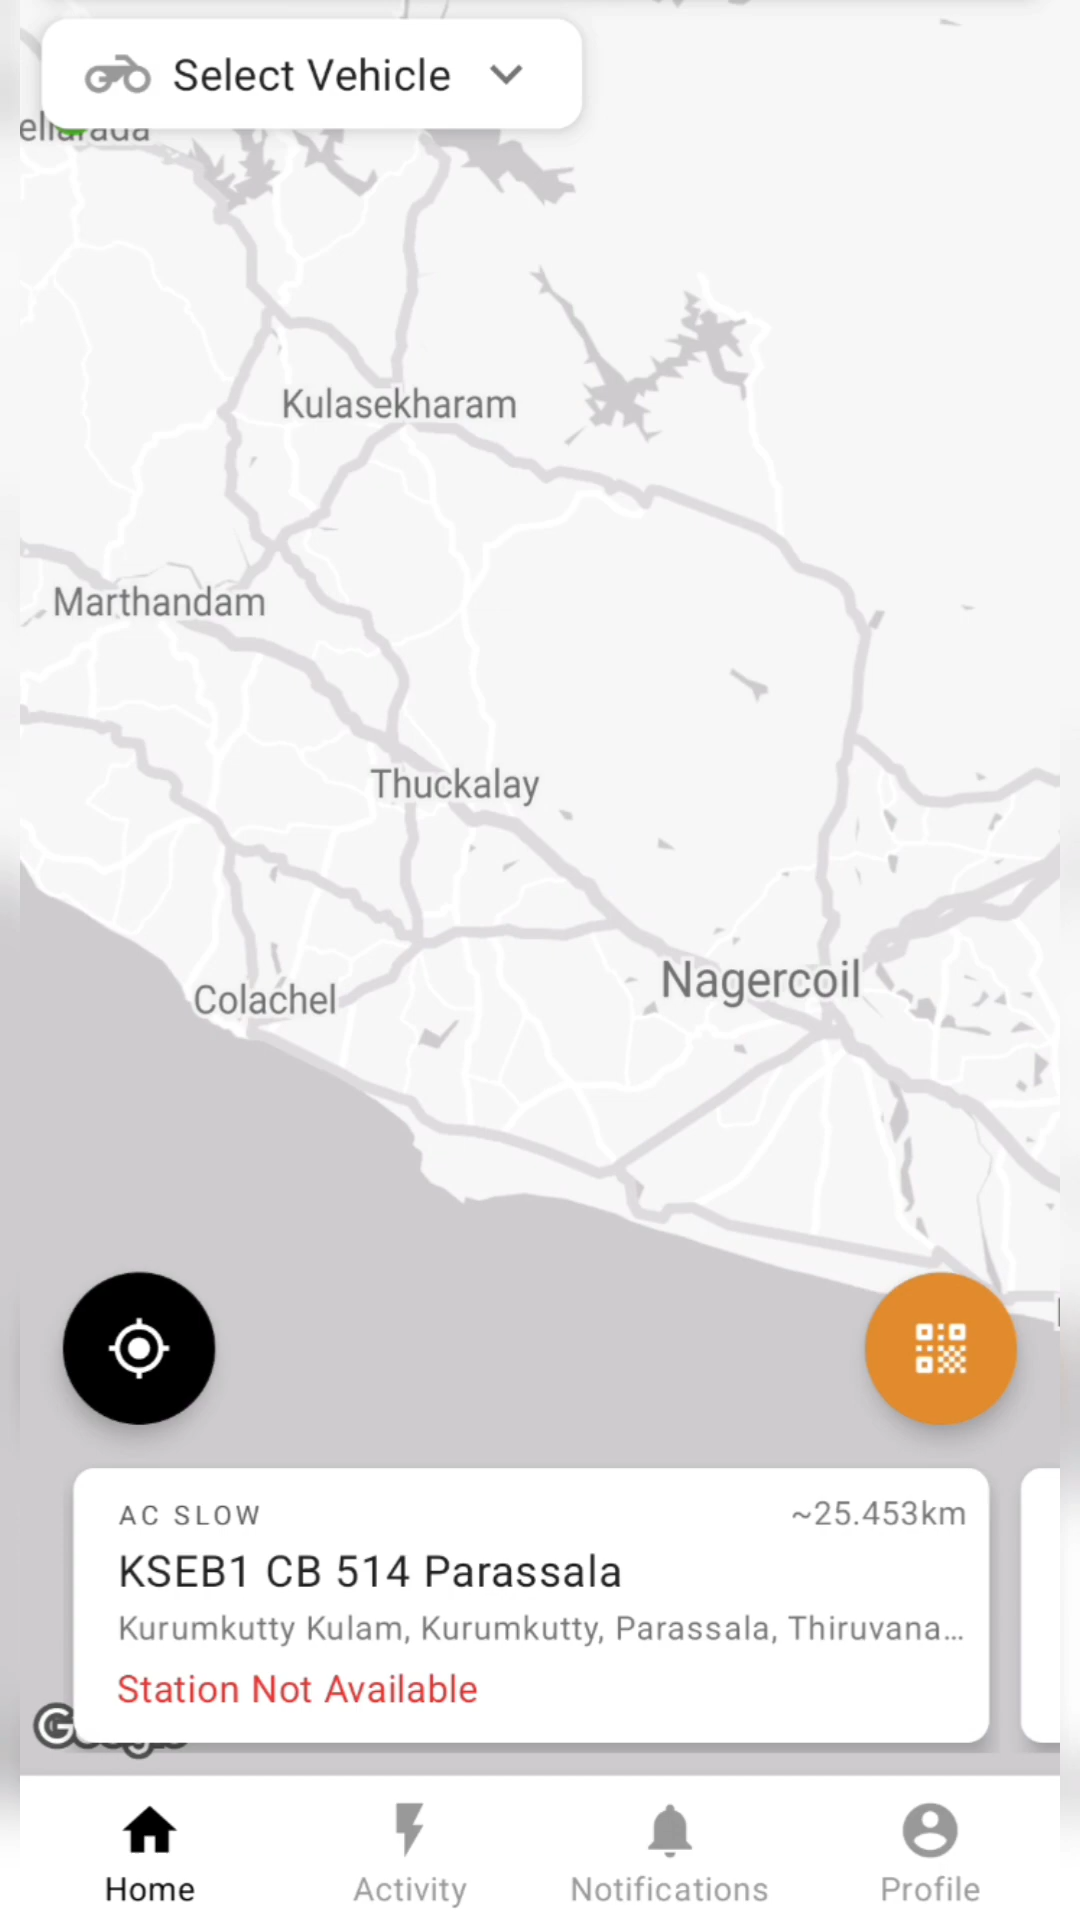 Select Vehicle
Kulasekharam
Marthandam
Thuckalay
Nagercoil
Colachel
AC SLOW
~25.453km
KSEB1 CB 514 Parassala
Kurumkutty Kulam, Kurumkutty, Parassala, Thiruvana...
Station Not Available
Home
Activity
Notifications
Profile